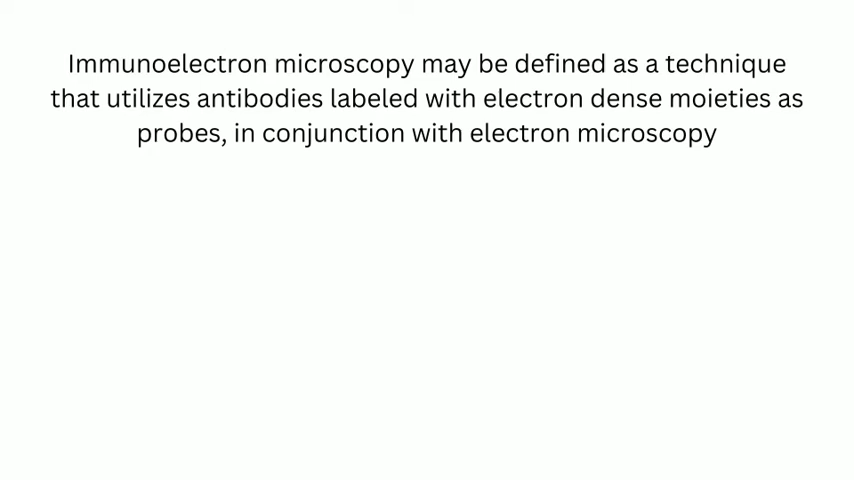 Immunoelectron microscopy may be defined as a technique
that utilizes antibodies labeled with electron dense moieties as
probes, in conjunction with electron microscopy